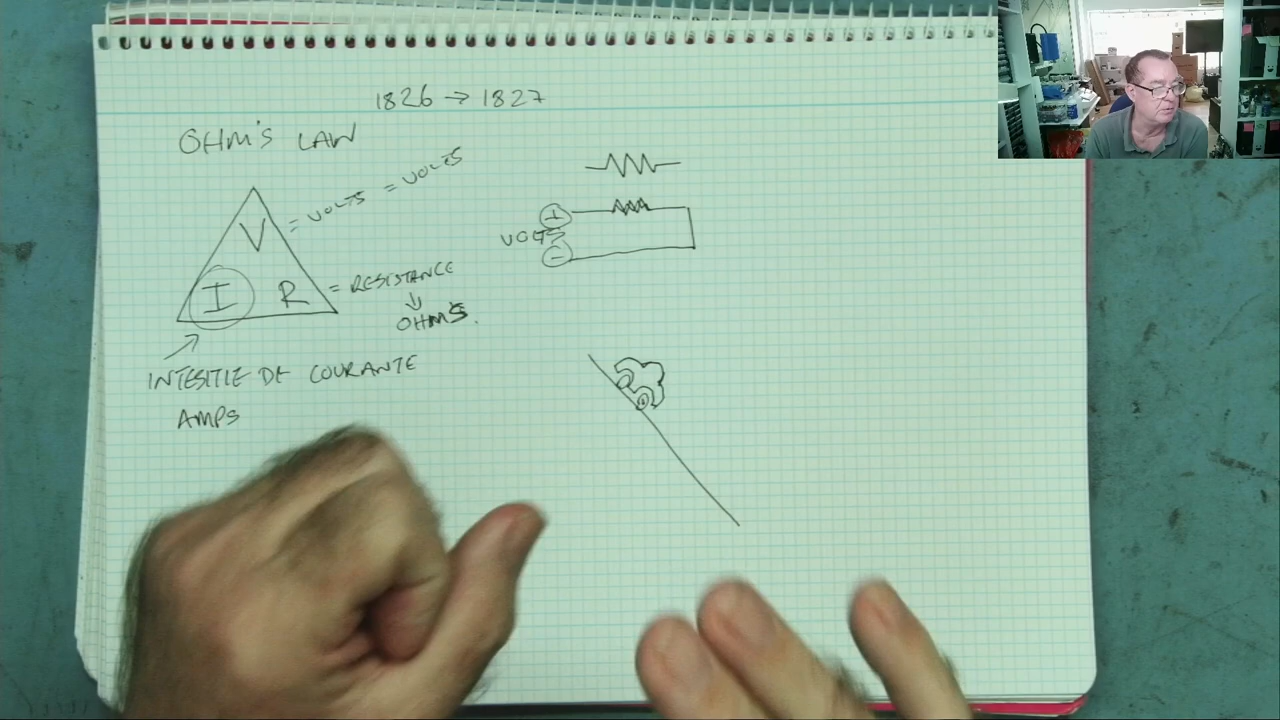 1826 → 1827
OHM'S LAW
V = VOLTS = VOLTS
I R = RESISTANCE
↓
OHMS.
INTESITIE DE COURANTE
AMPS
+
VOLTS
-